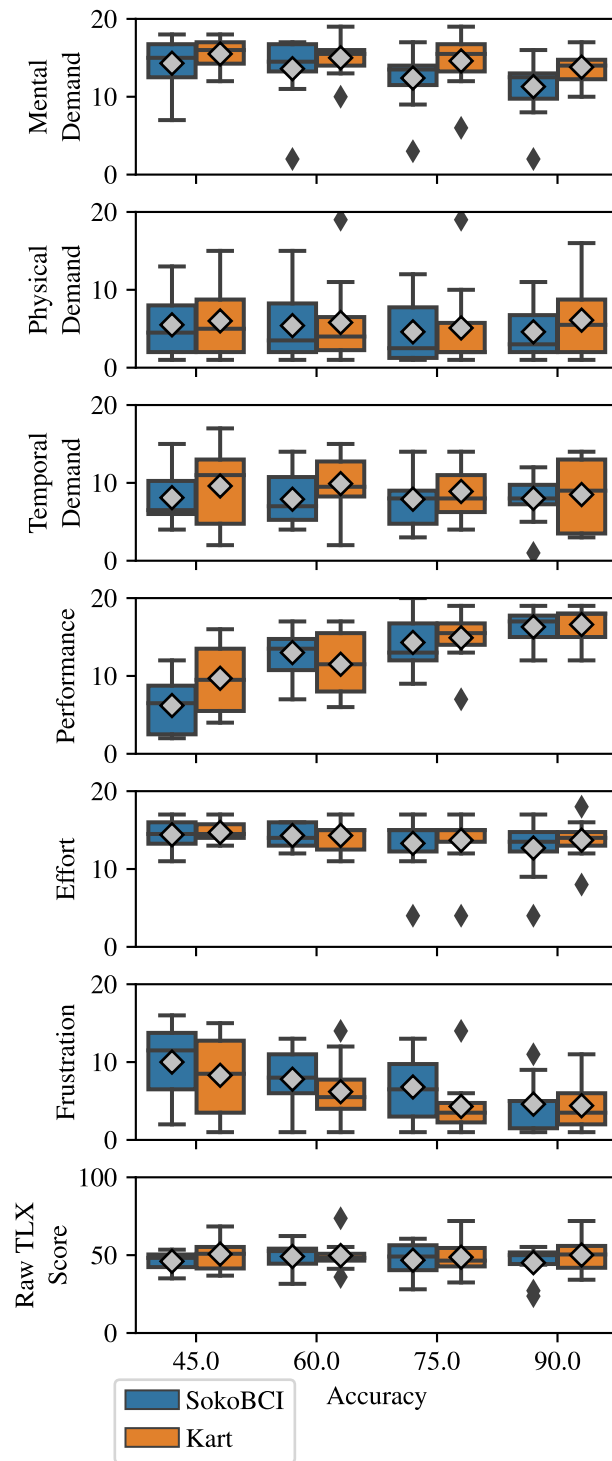 20
10
0
Mental
Demand
20
10
0
Physical
Demand
20
10
0
Temporal
Demand
20
10
0
Performance
20
10
0
Effort
20
10
0
Frustration
100
50
0
Raw TLX
Score
45.0 60.0 75.0 90.0
Accuracy
SokoBCI
Kart